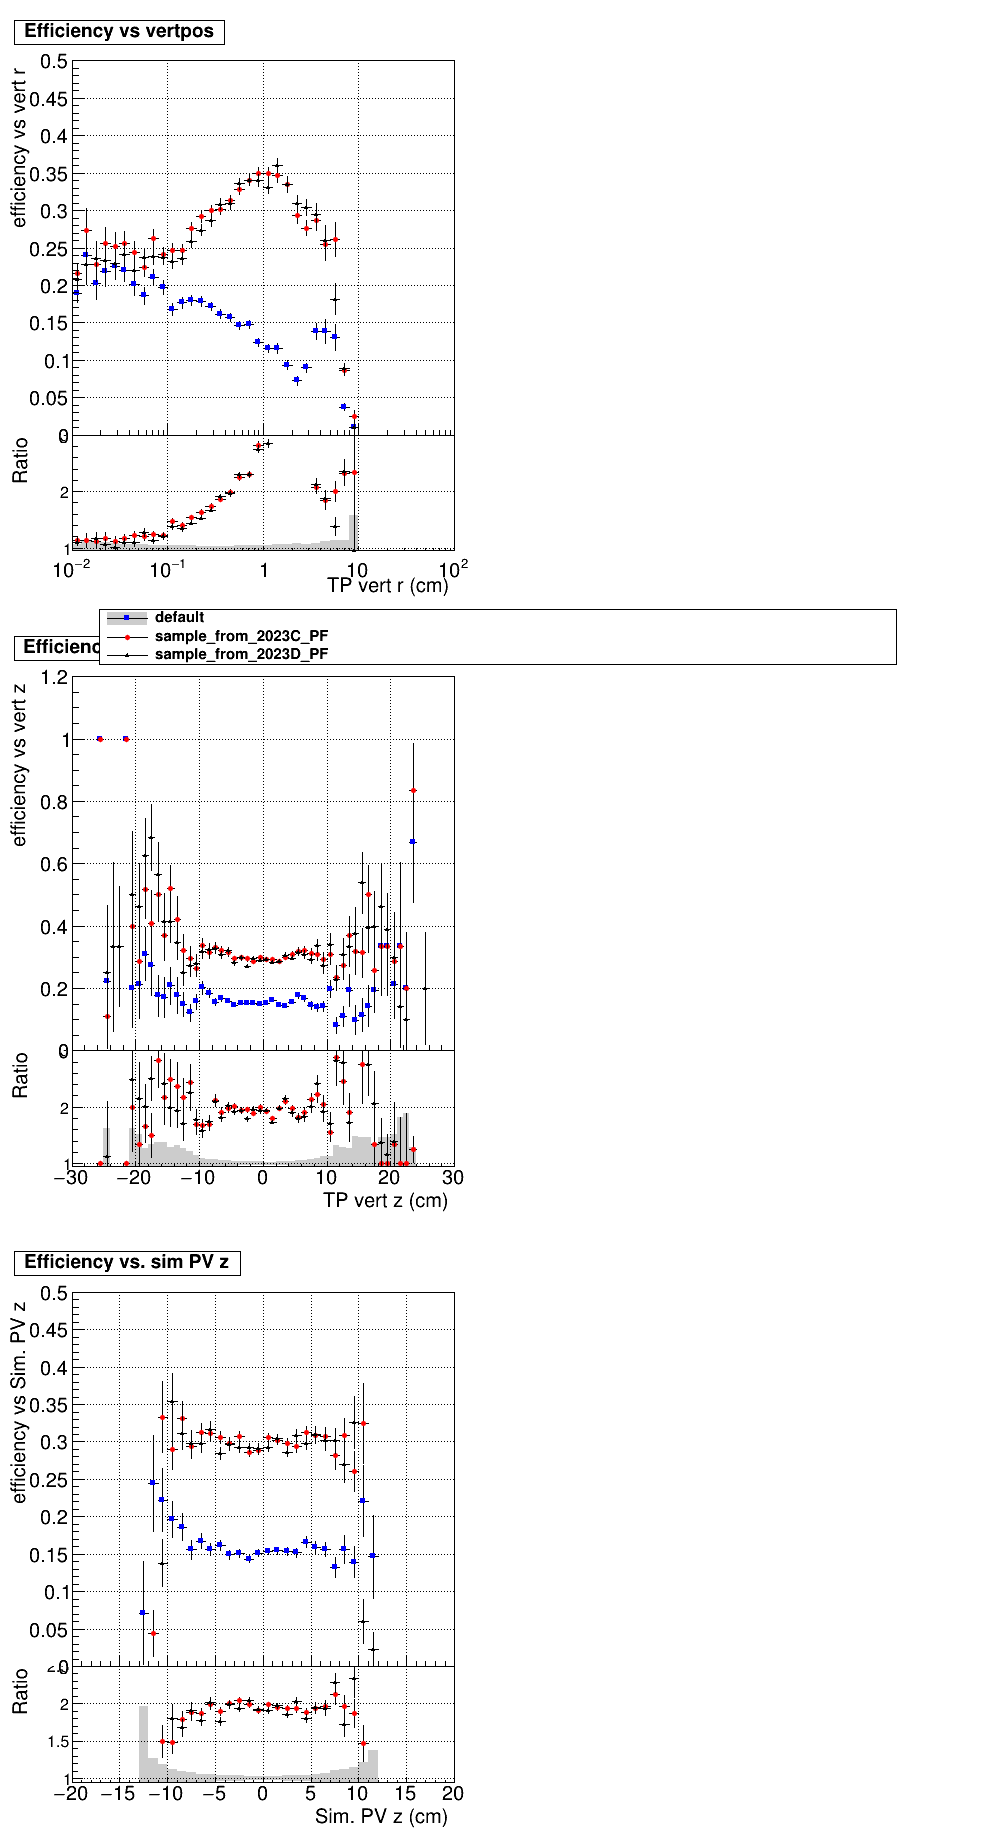 Efficiency vs vertpos
efficiency vs vert r
0.5
0.45
0.4
0.35
0.3
0.25
0.2
0.15
0.1
0.05
0
Ratio
2
1
10−2 10−1 1 10 102
TP vert r (cm)
default
sample_from_2023C_PF
sample_from_2023D_PF
efficiency vs vert z
1.2
1
0.8
0.6
0.4
0.2
0
Ratio
2
1
−30 −20 −10 0 10 20 30
TP vert z (cm)
Efficiency vs. sim PV z
efficiency vs Sim. PV z
0.5
0.45
0.4
0.35
0.3
0.25
0.2
0.15
0.1
0.05
0
Ratio
2
1.5
1
−20 −15 −10 −5 0 5 10 15 20
Sim. PV z (cm)